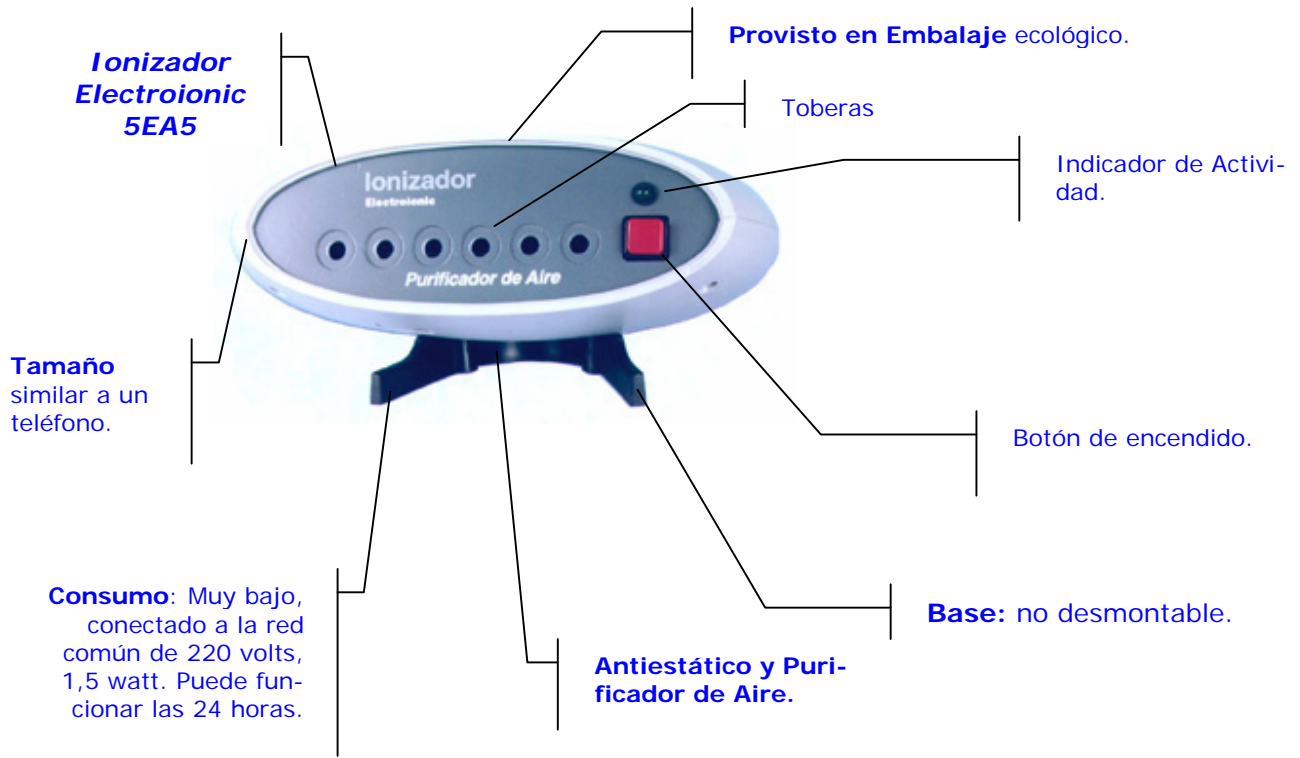 Ionizador
Electroionic
5EA5
Provisto en Embalaje ecológico.
Toberas
Indicador de Activi-
dad.
Ionizador
Electroionic
Purificador de Aire
Tamaño
similar a un
teléfono.
Botón de encendido.
Consumo: Muy bajo,
conectado a la red
común de 220 volts,
1,5 watt. Puede fun-
cionar las 24 horas.
Base: no desmontable.
Antiestático y Puri-
ficador de Aire.